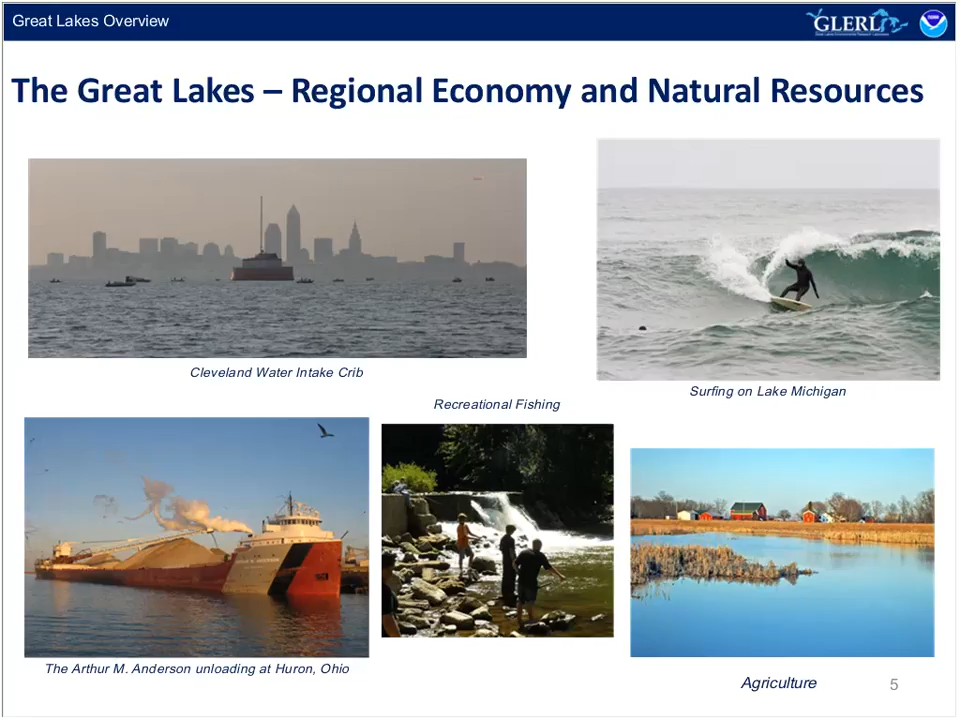 Great Lakes Overview
GLERL
The Great Lakes – Regional Economy and Natural Resources
Cleveland Water Intake Crib
Surfing on Lake Michigan
Recreational Fishing
The Arthur M. Anderson unloading at Huron, Ohio
Agriculture
5